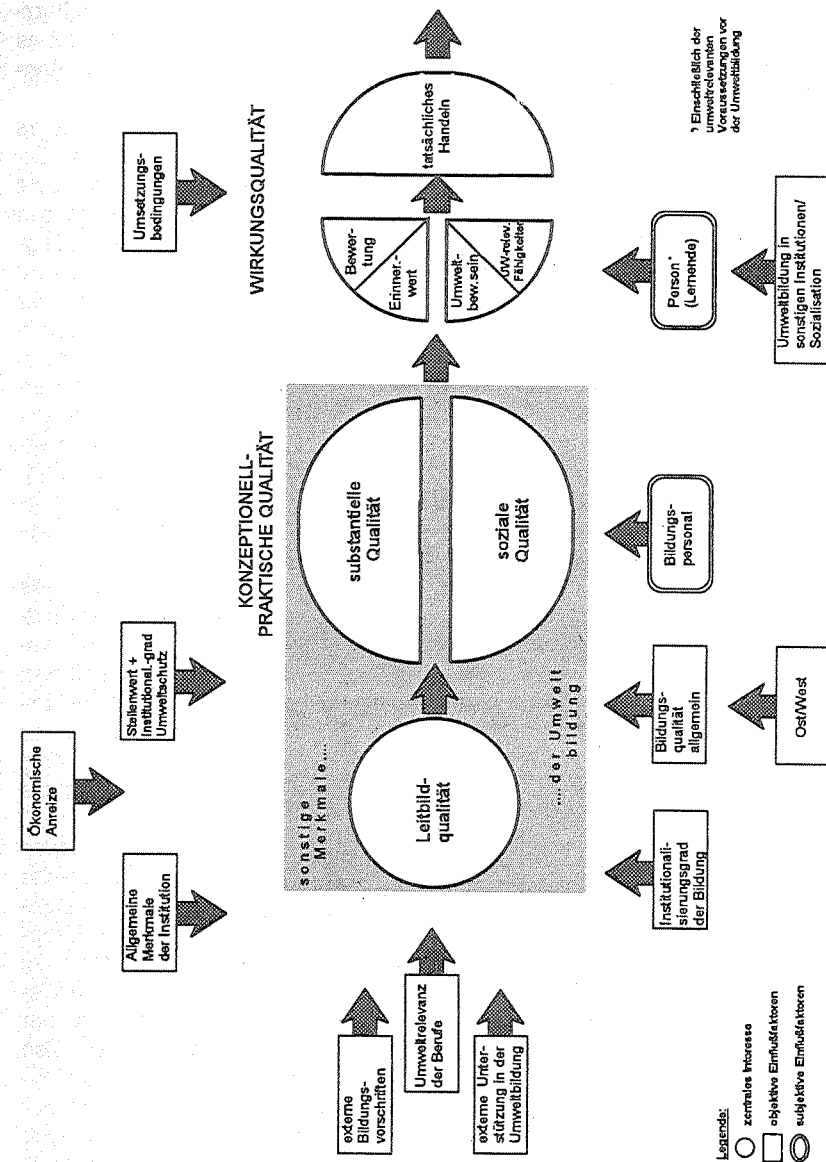 Ökonomische
Anreize
Allgemeine
Merkmale
der Institution
Stellenwert +
Institutional.-grad
Umweltschutz
Umsetzungs-
bedingungen
KONZEPTIONELL-
PRAKTISCHE QUALITÄT
WIRKUNGSQUALITÄT
externe
Bildungs-
vorschriften
Umweltrelevanz
der Berufe
externe Unter-
stützung in der
Umweltbildung
sonstige
Merkmale....
Leitbild-
qualität
.... der Umwelt
bildung
substantielle
Qualität
soziale
Qualität
Bewer-
tung
Erinner.-
wert
Umwelt-
bew.sein
UW-relev.
Fähigkeiten
tatsächliches
Handeln
Institutionali-
sierungsgrad
der Bildung
Bildungs-
qualität
allgemein
Bildungs-
personal
Person*
(Lernende)
Ost/West
Umweltbildung in
sonstigen Institutionen/
Sozialisation
*) Einschließlich der
umweltrelevanten
Voraussetzungen vor
der Umweltbildung
Legende:
zentrales Interesse
objektive Einflußfaktoren
subjektive Einflußfaktoren